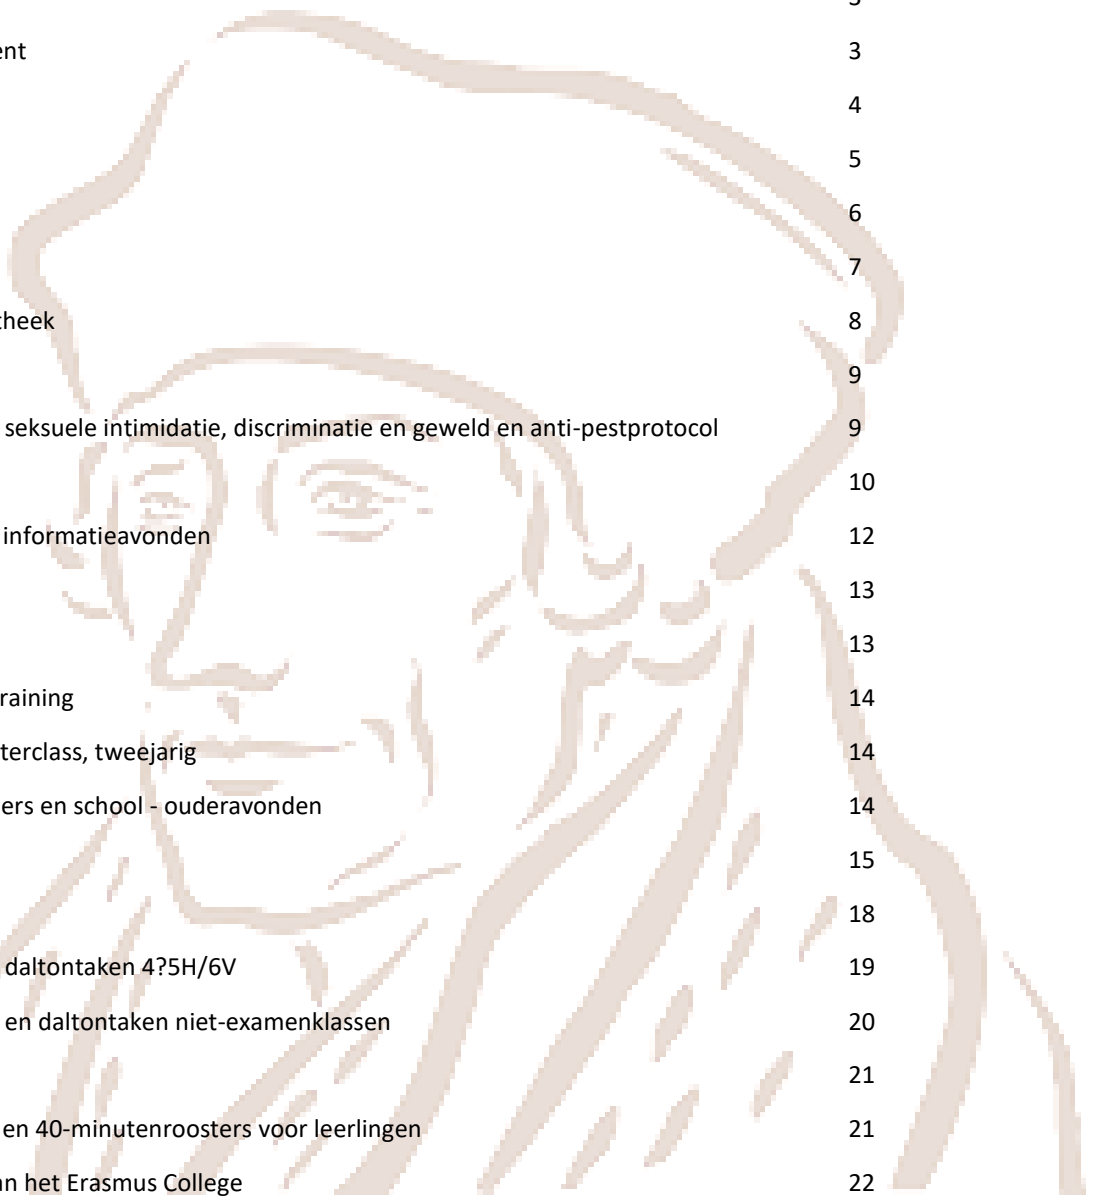 ent 3
4
5
6
7
theek 8
9
seksuele intimidatie, discriminatie en geweld en anti-pestprotocol 9
10
informatieavonden 12
13
13
raining 14
terclass, tweejarig 14
ers en school - ouderavonden 14
15
18
daltontaken 4?5H/6V 19
en daltontaken niet-examenklassen 20
21
en 40-minutenroosters voor leerlingen 21
an het Erasmus College 22